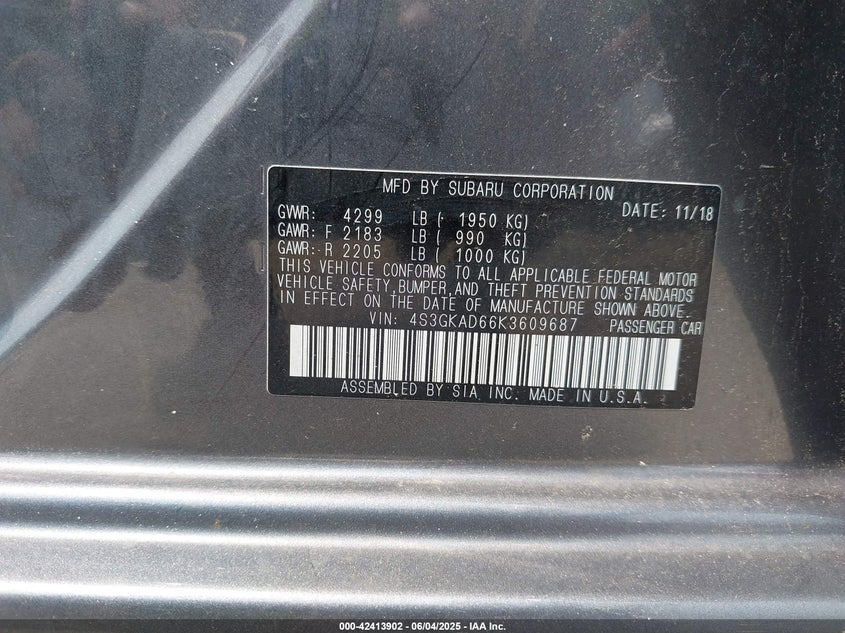 MFD BY SUBARU CORPORATION
DATE: 11/18
GVWR: 4299 LB ( 1950 KG)
GAWR: F 2183 LB ( 990 KG)
GAWR: R 2205 LB ( 1000 KG)
THIS VEHICLE CONFORMS TO ALL APPLICABLE FEDERAL MOTOR
VEHICLE SAFETY, BUMPER, AND THEFT PREVENTION STANDARDS
IN EFFECT ON THE DATE OF MANUFACTURE SHOWN ABOVE.
VIN: 4S3GKAD66K3609687 PASSENGER CAR
ASSEMBLED BY SIA, INC. MADE IN U.S.A.
000-42413902 - 06/04/2025 - IAA Inc.